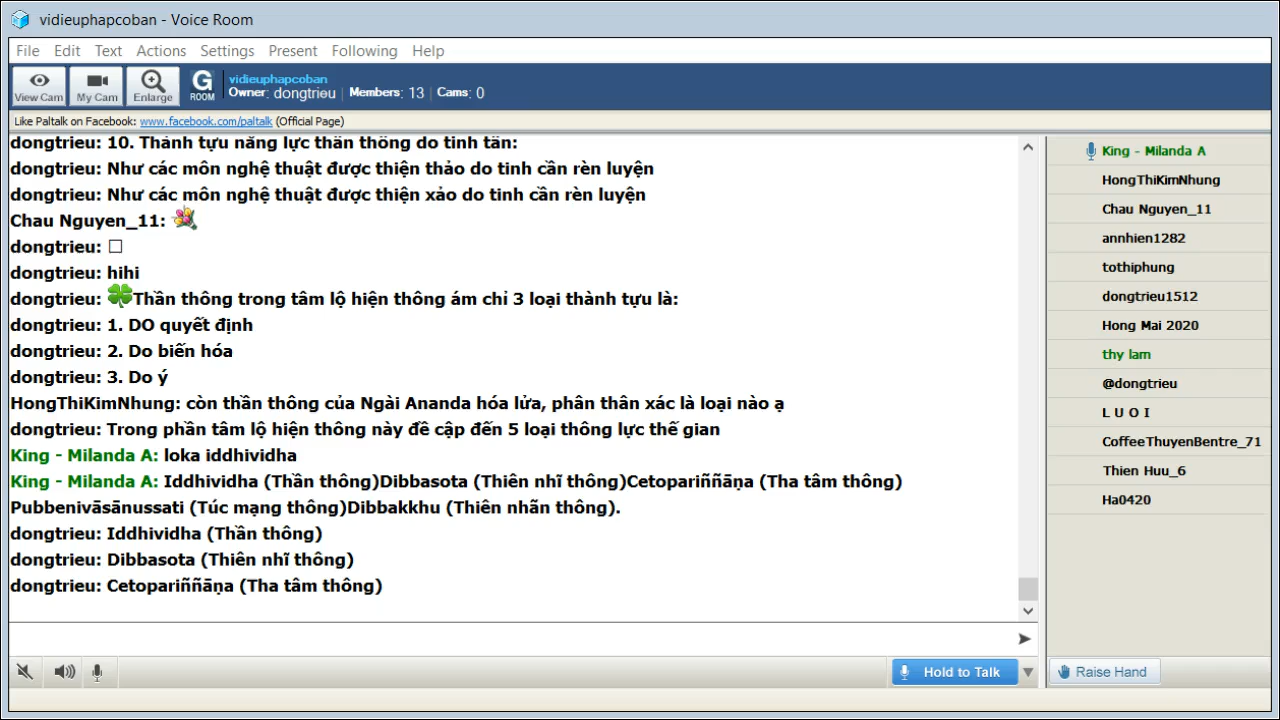 vidieuphapcoban - Voice Room
File Edit Text Actions Settings Present Following Help
View Cam My Cam Enlarge G ROOM
vidieuphapcoban
Owner: dongtrieu | Members: 13 | Cams: 0
Like Paltalk on Facebook: www.facebook.com/paltalk (Official Page)
dongtrieu: 10. Thành tựu năng lực thần thông do tinh tấn:
dongtrieu: Như các môn nghệ thuật được thiện thảo do tinh cần rèn luyện
dongtrieu: Như các môn nghệ thuật được thiện xảo do tinh cần rèn luyện
Chau Nguyen_11:
dongtrieu: □
dongtrieu: hihi
dongtrieu: Thần thông trong tâm lộ hiện thông ám chỉ 3 loại thành tựu là:
dongtrieu: 1. DO quyết định
dongtrieu: 2. Do biến hóa
dongtrieu: 3. Do ý
HongThiKimNhung: còn thần thông của Ngài Ananda hóa lửa, phân thân xác là loại nào ạ
dongtrieu: Trong phần tâm lộ hiện thông này đề cập đến 5 loại thông lực thế gian
King - Milanda A: loka iddhividha
King - Milanda A: Iddhividha (Thần thông)Dibbasota (Thiên nhĩ thông)Cetopariññāṇa (Tha tâm thông)
Pubbenivāsānussati (Túc mạng thông)Dibbakkhu (Thiên nhãn thông).
dongtrieu: Iddhividha (Thần thông)
dongtrieu: Dibbasota (Thiên nhĩ thông)
dongtrieu: Cetopariññāṇa (Tha tâm thông)
King - Milanda A
HongThiKimNhung
Chau Nguyen_11
annhien1282
tothiphung
dongtrieu1512
Hong Mai 2020
thy lam
@dongtrieu
L U O I
CoffeeThuyenBentre_71
Thien Huu_6
Ha0420
Hold to Talk
Raise Hand